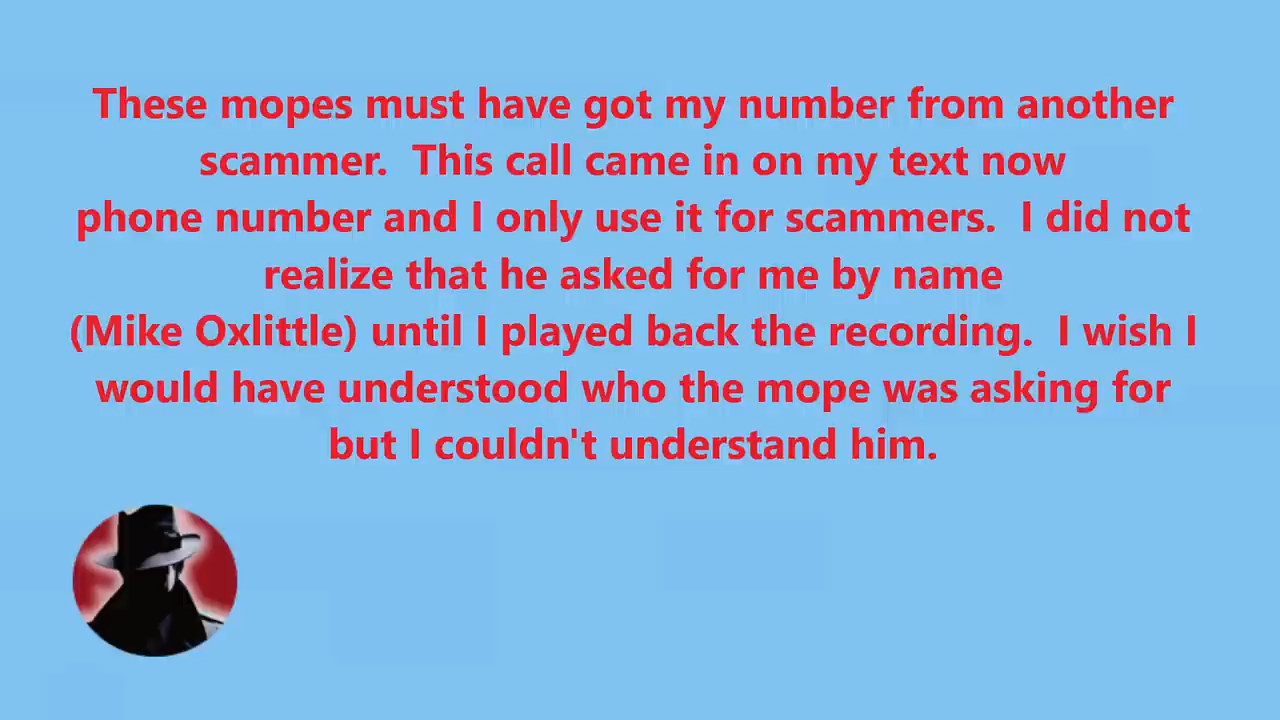 These mopes must have got my number from another
scammer.  This call came in on my text now
phone number and I only use it for scammers.  I did not
realize that he asked for me by name
(Mike Oxlittle) until I played back the recording.  I wish I
would have understood who the mope was asking for
but I couldn't understand him.